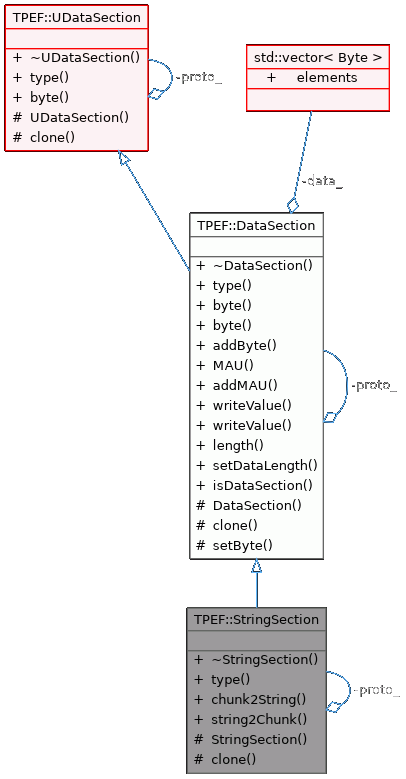 TPEF::UDataSection
+ ~UDataSection()
+ type()
+ byte()
# UDataSection()
# clone()
-proto_
std::vector< Byte >
+ elements
-data_
TPEF::DataSection
+ ~DataSection()
+ type()
+ byte()
+ byte()
+ addByte()
+ MAU()
+ addMAU()
+ writeValue()
+ writeValue()
+ length()
+ setDataLength()
+ isDataSection()
# DataSection()
# clone()
# setByte()
-proto_
TPEF::StringSection
+ ~StringSection()
+ type()
+ chunk2String()
+ string2Chunk()
# StringSection()
# clone()
-proto_